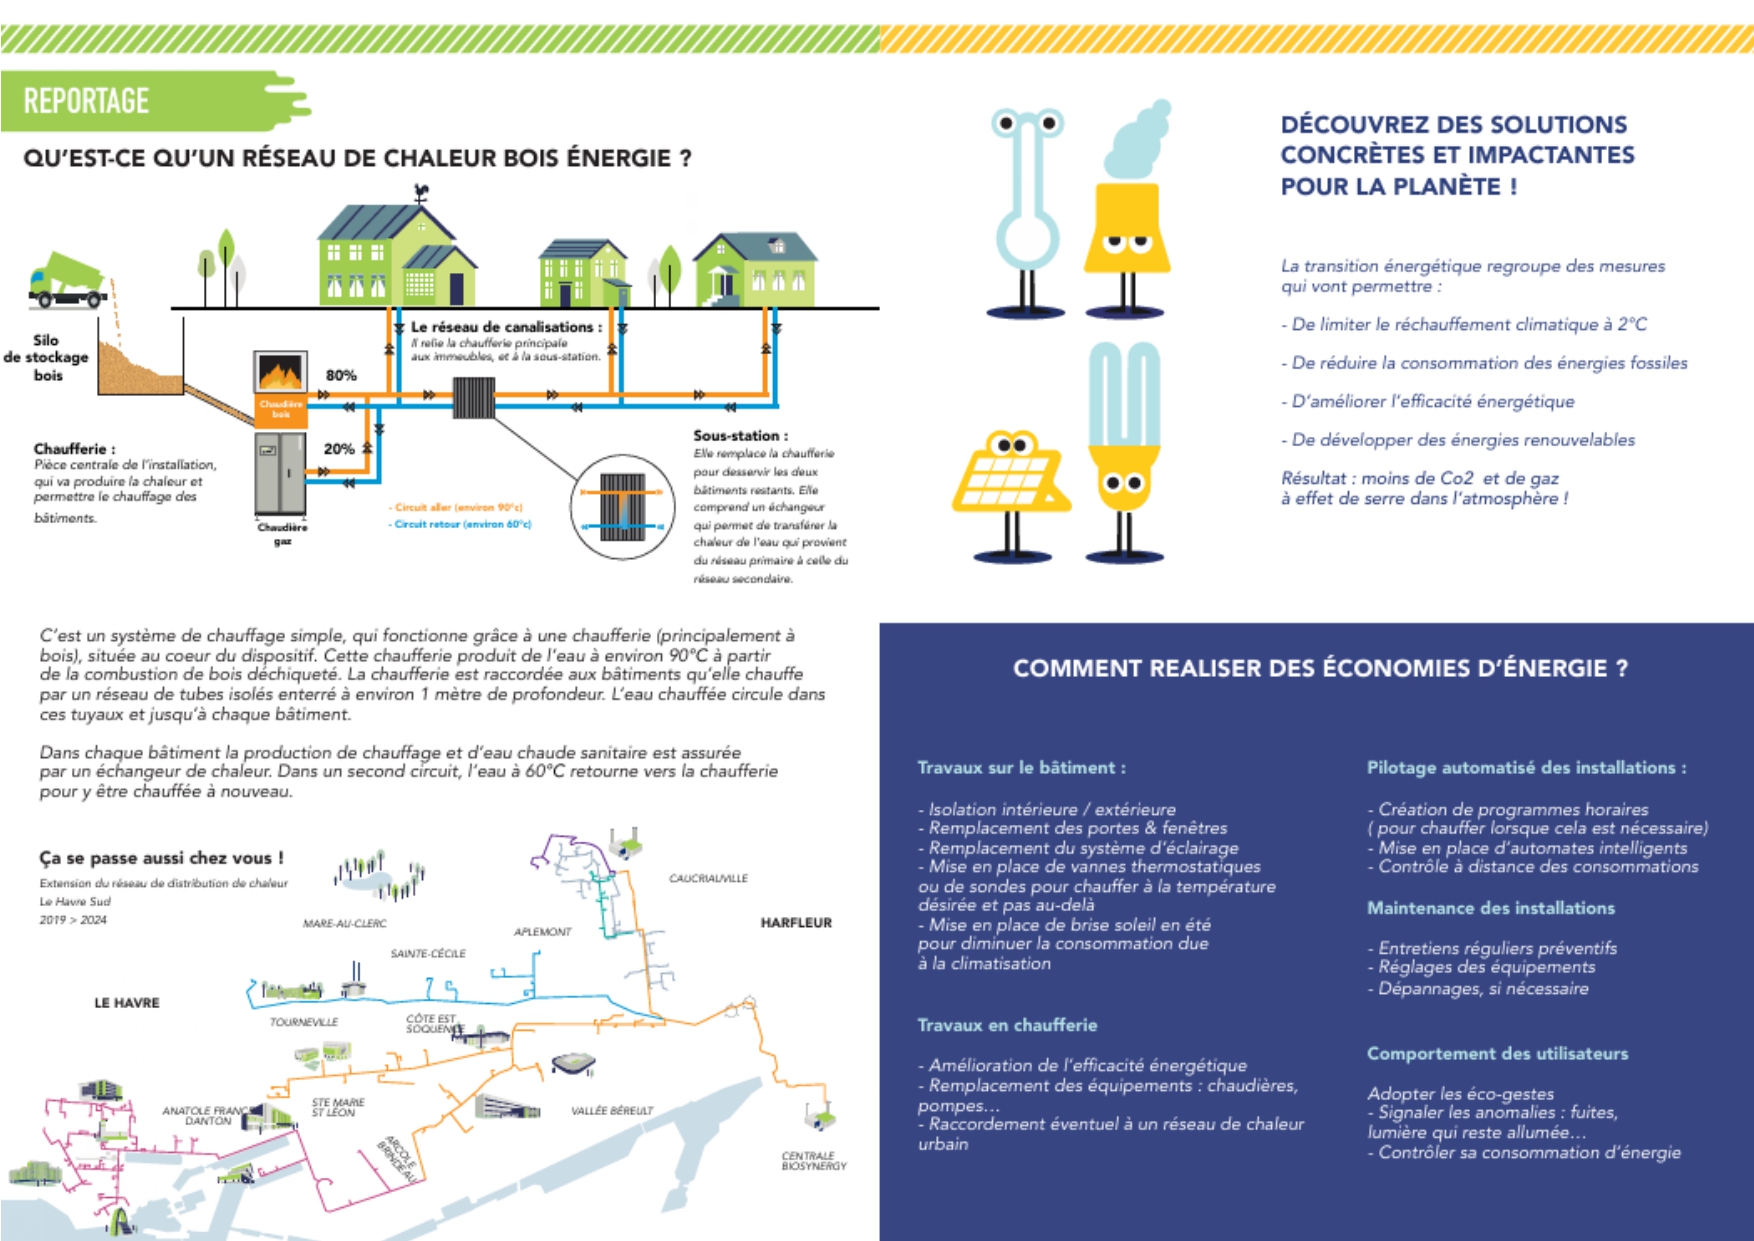 REPORTAGE
QU'EST-CE QU'UN RÉSEAU DE CHALEUR BOIS ÉNERGIE ?
Silo
de stockage
bois
Le réseau de canalisations :
Il relie la chaufferie principale
aux immeubles, et à la sous-station.
80%
Chaudière
bois
20%
Chaudière
gaz
Chaufferie :
Pièce centrale de l'installation,
qui va produire la chaleur et
permettre le chauffage des
bâtiments.
- Circuit aller (environ 90°c)
- Circuit retour (environ 60°c)
Sous-station :
Elle remplace la chaufferie
pour desservir les deux
bâtiments restants. Elle
comprend un échangeur
qui permet de transférer la
chaleur de l'eau qui provient
du réseau primaire à celle du
réseau secondaire.
C'est un système de chauffage simple, qui fonctionne grâce à une chaufferie (principalement à
bois), située au coeur du dispositif. Cette chaufferie produit de l'eau à environ 90°C à partir
de la combustion de bois déchiqueté. La chaufferie est raccordée aux bâtiments qu'elle chauffe
par un réseau de tubes isolés enterré à environ 1 mètre de profondeur. L'eau chauffée circule dans
ces tuyaux et jusqu'à chaque bâtiment.
Dans chaque bâtiment la production de chauffage et d'eau chaude sanitaire est assurée
par un échangeur de chaleur. Dans un second circuit, l'eau à 60°C retourne vers la chaufferie
pour y être chauffée à nouveau.
Ça se passe aussi chez vous !
Extension du réseau de distribution de chaleur
Le Havre Sud
2019 > 2024
MARE-AU-CLERC
CAUCRIAUVILLE
HARFLEUR
APLEMONT
SAINTE-CÉCILE
LE HAVRE
TOURNEVILLE
CÔTE EST
SOQUENCE
ANATOLE FRANCE
DANTON
STE MARIE
ST LÉON
VALLÉE BÉREULT
ARCOLE
BRINDEAU
CENTRALE
BIOSYNERGY
DÉCOUVREZ DES SOLUTIONS
CONCRÈTES ET IMPACTANTES
POUR LA PLANÈTE !
La transition énergétique regroupe des mesures
qui vont permettre :
- De limiter le réchauffement climatique à 2°C
- De réduire la consommation des énergies fossiles
- D'améliorer l'efficacité énergétique
- De développer des énergies renouvelables
Résultat : moins de Co2 et de gaz
à effet de serre dans l'atmosphère !
COMMENT REALISER DES ÉCONOMIES D'ÉNERGIE ?
Travaux sur le bâtiment :
- Isolation intérieure / extérieure
- Remplacement des portes & fenêtres
- Remplacement du système d'éclairage
- Mise en place de vannes thermostatiques
ou de sondes pour chauffer à la température
désirée et pas au-delà
- Mise en place de brise soleil en été
pour diminuer la consommation due
à la climatisation
Travaux en chaufferie
- Amélioration de l'efficacité énergétique
- Remplacement des équipements : chaudières,
pompes...
- Raccordement éventuel à un réseau de chaleur
urbain
Pilotage automatisé des installations :
- Création de programmes horaires
( pour chauffer lorsque cela est nécessaire)
- Mise en place d'automates intelligents
- Contrôle à distance des consommations
Maintenance des installations
- Entretiens réguliers préventifs
- Réglages des équipements
- Dépannages, si nécessaire
Comportement des utilisateurs
Adopter les éco-gestes
- Signaler les anomalies : fuites,
lumière qui reste allumée...
- Contrôler sa consommation d'énergie